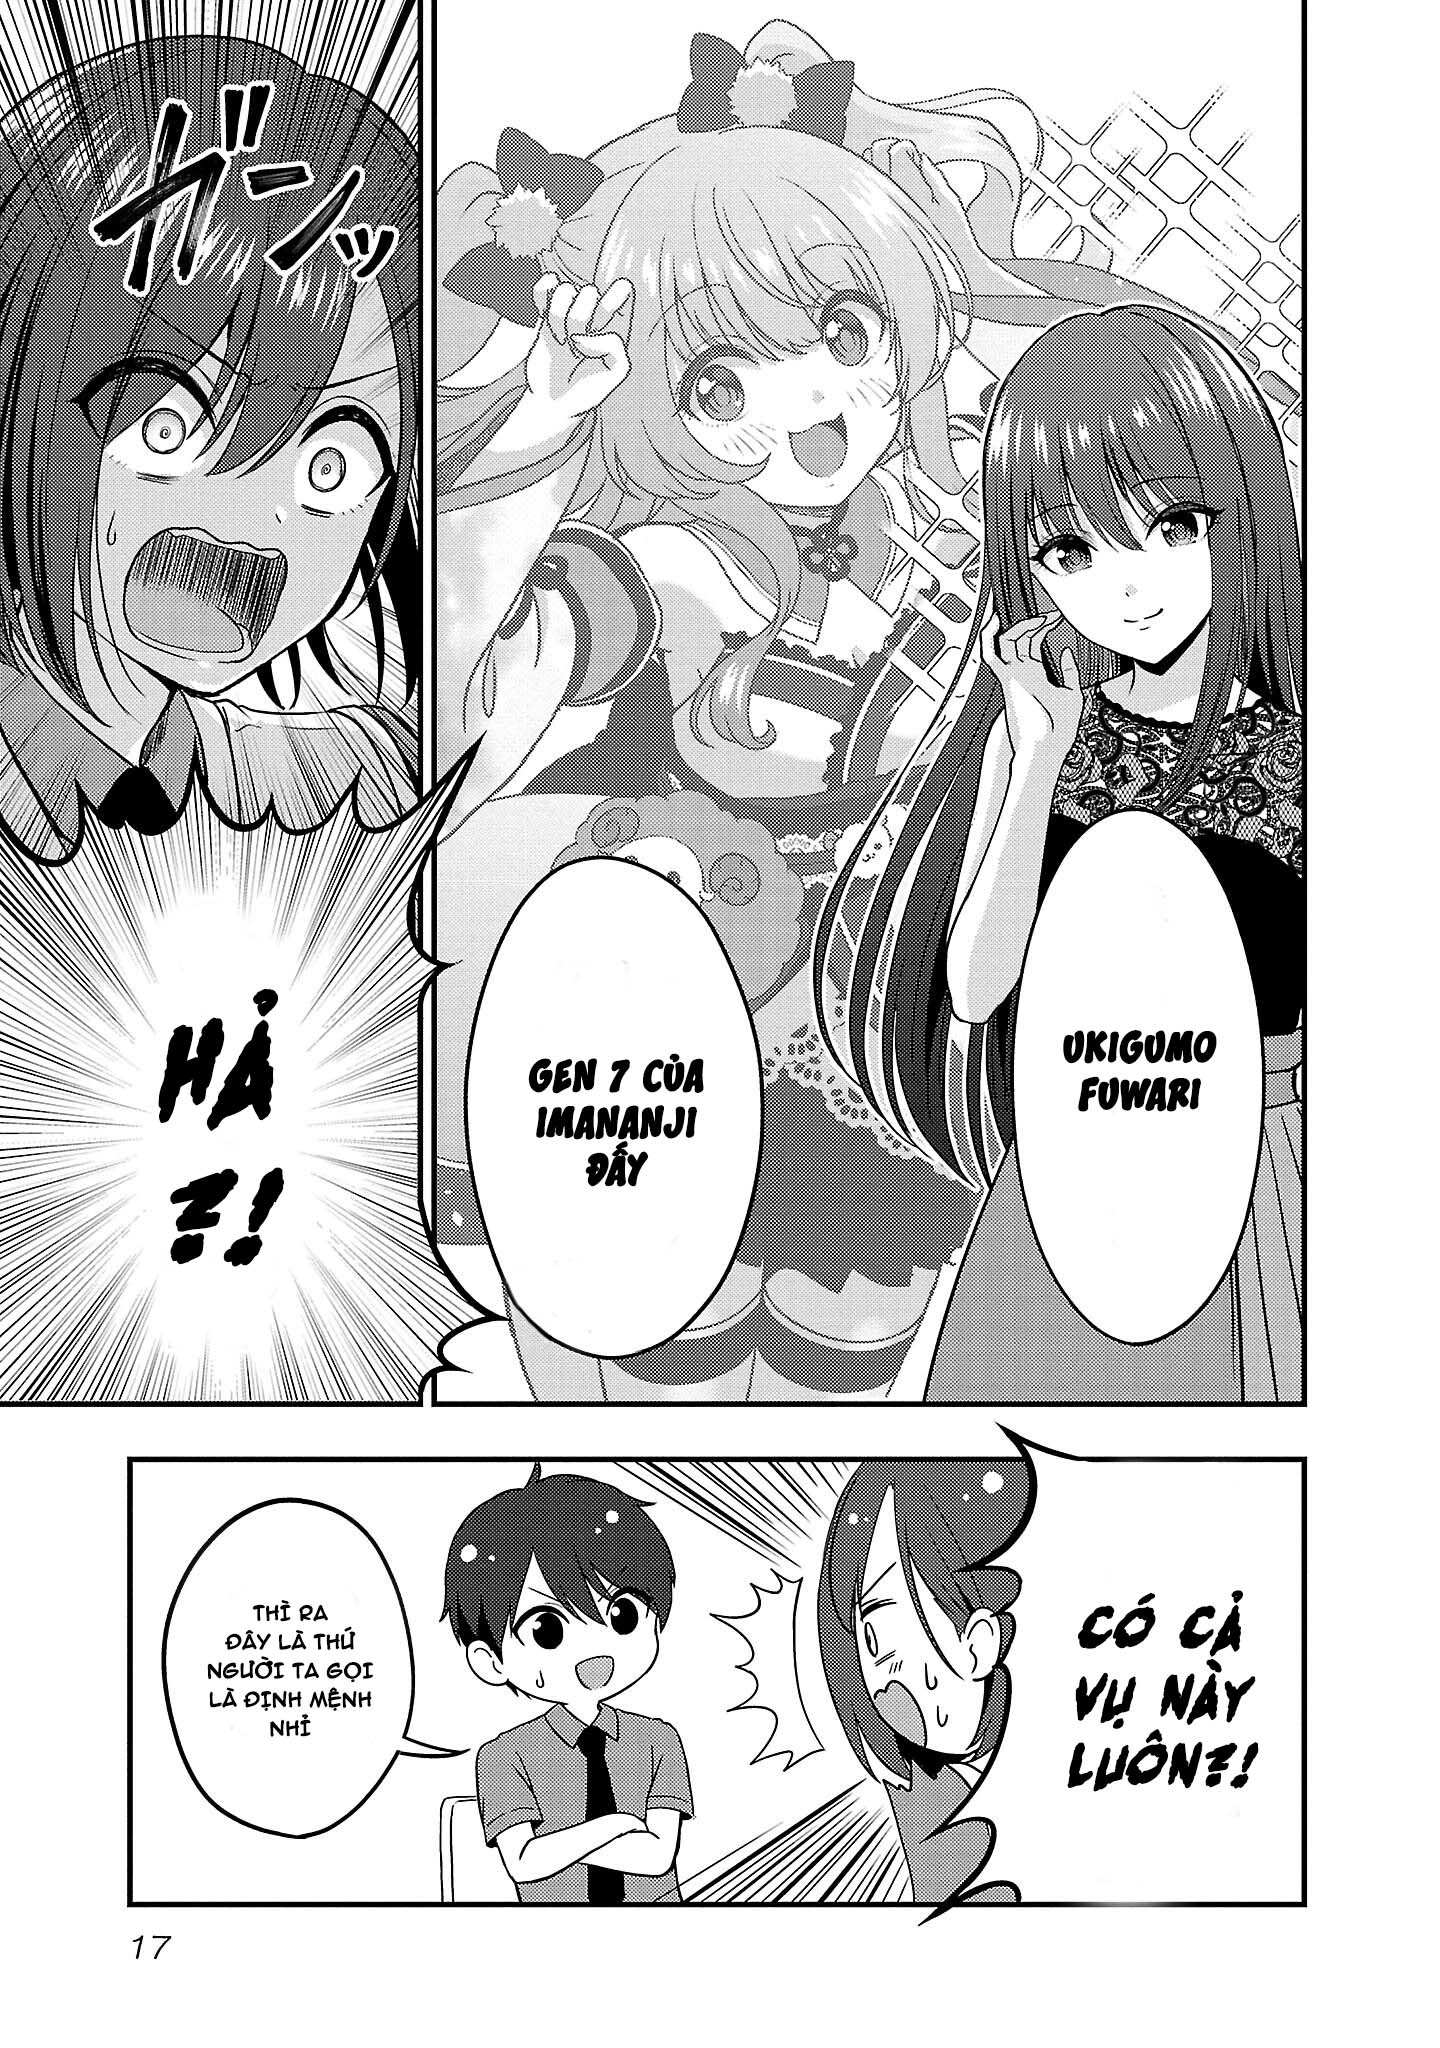 UKIGUMO
FUWARI
GEN 7 CỦA
IMANANJI
ĐẤY
ガーンッ
HẢ
?!
CÓ CẢ
VỤ NÀY
LUÔN?!
THÌ RA
ĐÂY LÀ THỨ
NGƯỜI TA GỌI
LÀ ĐỊNH MỆNH
NHỈ
17